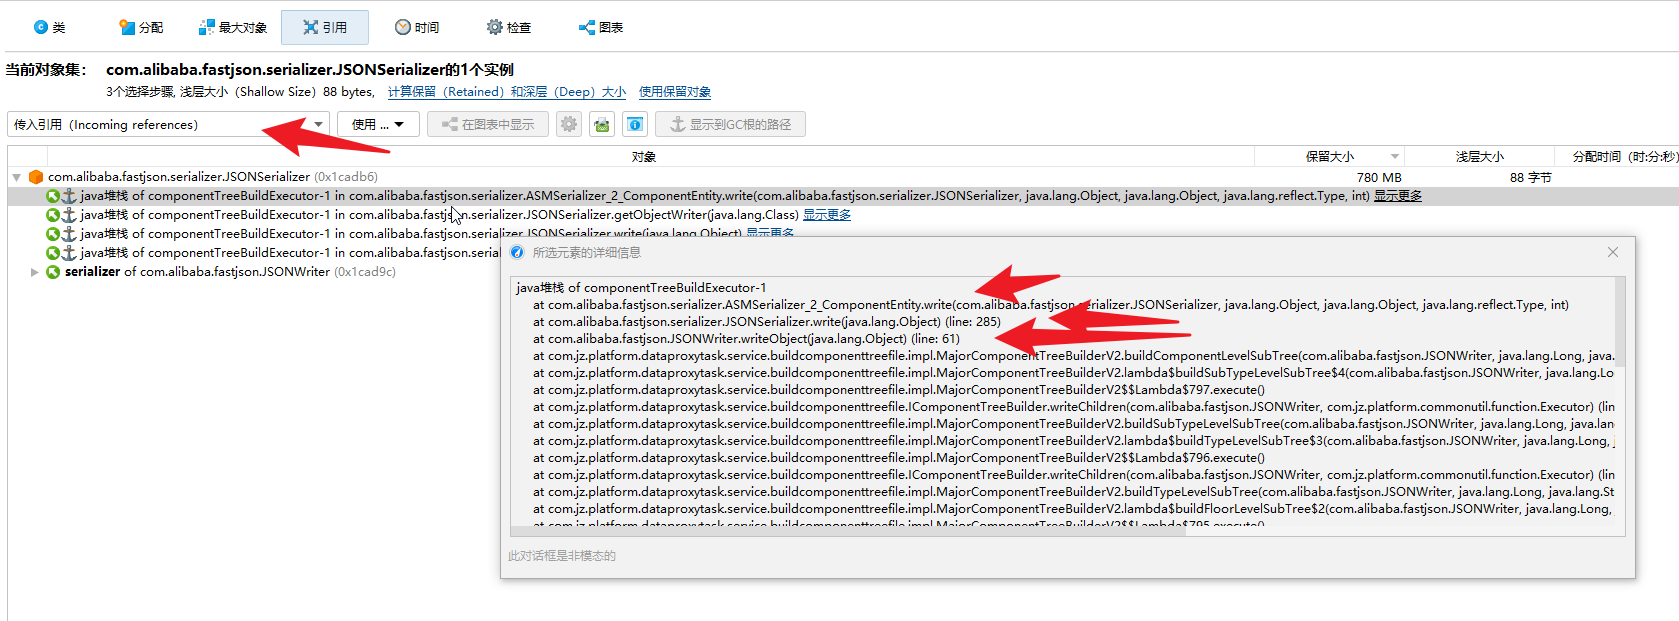 类 分配 最大对象 引用 时间 检查 图表
当前对象集: com.alibaba.fastjson.serializer.JSONSerializer的1个实例
3个选择步骤, 浅层大小（Shallow Size）88 bytes, 计算保留（Retained）和深层（Deep）大小 使用保留对象
传入引用（Incoming references） 使用 ... 在图表中显示 显示到GC根的路径
对象 保留大小 浅层大小 分配时间（时:分:秒）
com.alibaba.fastjson.serializer.JSONSerializer (0x1cadb6) 780 MB 88 字节
java堆栈 of componentTreeBuildExecutor-1 in com.alibaba.fastjson.serializer.ASMSerializer_2_ComponentEntity.write(com.alibaba.fastjson.serializer.JSONSerializer, java.lang.Object, java.lang.Object, java.lang.reflect.Type, int) 显示更多
java堆栈 of componentTreeBuildExecutor-1 in com.alibaba.fastjson.serializer.JSONSerializer.getObjectWriter(java.lang.Class) 显示更多
java堆栈 of componentTreeBuildExecutor-1 in com.alibaba.fastjson.serializer.JSONSerializer.write(java.lang.Object) 显示更多
java堆栈 of componentTreeBuildExecutor-1 in com.alibaba.fastjson.serial
serializer of com.alibaba.fastjson.JSONWriter (0x1cad9c)
所选元素的详细信息
java堆栈 of componentTreeBuildExecutor-1
at com.alibaba.fastjson.serializer.ASMSerializer_2_ComponentEntity.write(com.alibaba.fastjson.serializer.JSONSerializer, java.lang.Object, java.lang.Object, java.lang.reflect.Type, int)
at com.alibaba.fastjson.serializer.JSONSerializer.write(java.lang.Object) (line: 285)
at com.alibaba.fastjson.JSONWriter.writeObject(java.lang.Object) (line: 61)
at com.jz.platform.dataproxytask.service.buildcomponenttreefile.impl.MajorComponentTreeBuilderV2.buildComponentLevelSubTree(com.alibaba.fastjson.JSONWriter, java.lang.Long, java.
at com.jz.platform.dataproxytask.service.buildcomponenttreefile.impl.MajorComponentTreeBuilderV2.lambda$buildSubTypeLevelSubTree$4(com.alibaba.fastjson.JSONWriter, java.lang.Lo
at com.jz.platform.dataproxytask.service.buildcomponenttreefile.impl.MajorComponentTreeBuilderV2$$Lambda$797.execute()
at com.jz.platform.dataproxytask.service.buildcomponenttreefile.IComponentTreeBuilder.writeChildren(com.alibaba.fastjson.JSONWriter, com.jz.platform.commonutil.function.Executor) (lin
at com.jz.platform.dataproxytask.service.buildcomponenttreefile.impl.MajorComponentTreeBuilderV2.buildSubTypeLevelSubTree(com.alibaba.fastjson.JSONWriter, java.lang.Long, java.lan
at com.jz.platform.dataproxytask.service.buildcomponenttreefile.impl.MajorComponentTreeBuilderV2.lambda$buildTypeLevelSubTree$3(com.alibaba.fastjson.JSONWriter, java.lang.Long, j
at com.jz.platform.dataproxytask.service.buildcomponenttreefile.impl.MajorComponentTreeBuilderV2$$Lambda$796.execute()
at com.jz.platform.dataproxytask.service.buildcomponenttreefile.IComponentTreeBuilder.writeChildren(com.alibaba.fastjson.JSONWriter, com.jz.platform.commonutil.function.Executor) (lin
at com.jz.platform.dataproxytask.service.buildcomponenttreefile.impl.MajorComponentTreeBuilderV2.buildTypeLevelSubTree(com.alibaba.fastjson.JSONWriter, java.lang.Long, java.lang.St
at com.jz.platform.dataproxytask.service.buildcomponenttreefile.impl.MajorComponentTreeBuilderV2.lambda$buildFloorLevelSubTree$2(com.alibaba.fastjson.JSONWriter, java.lang.Long,
at com.jz.platform.dataproxytask.service.buildcomponenttreefile.impl.MajorComponentTreeBuilderV2$$Lambda$795.execute()
此对话框是非模态的